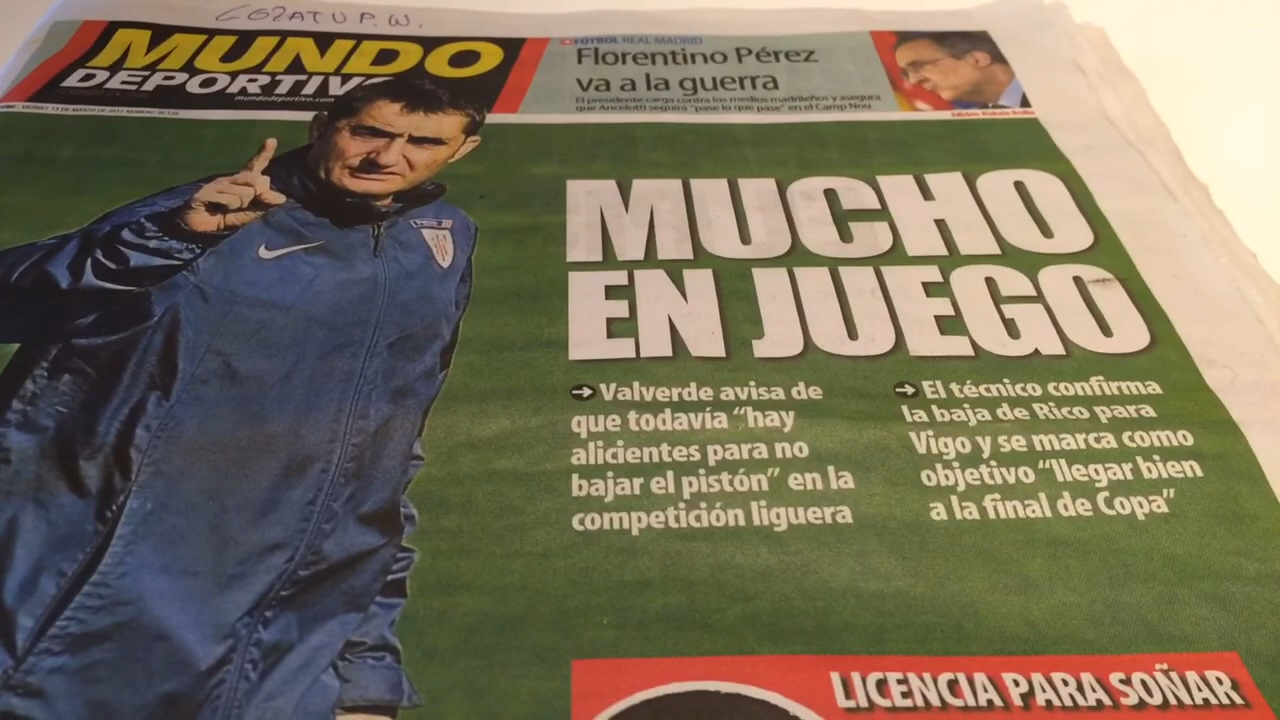 MUNDO
DEPORTIVO
mundodeportivo.com
FÚTBOL REAL MADRID
Florentino Pérez
va a la guerra
El presidente carga contra los medios madrileños y asegura
que Ancelotti seguirá "pase lo que pase" en el Camp Nou
MUCHO
EN JUEGO
Valverde avisa de
que todavía "hay
alicientes para no
bajar el pistón" en la
competición liguera
El técnico confirma
la baja de Rico para
Vigo y se marca como
objetivo "llegar bien
a la final de Copa"
LICENCIA PARA SOÑAR